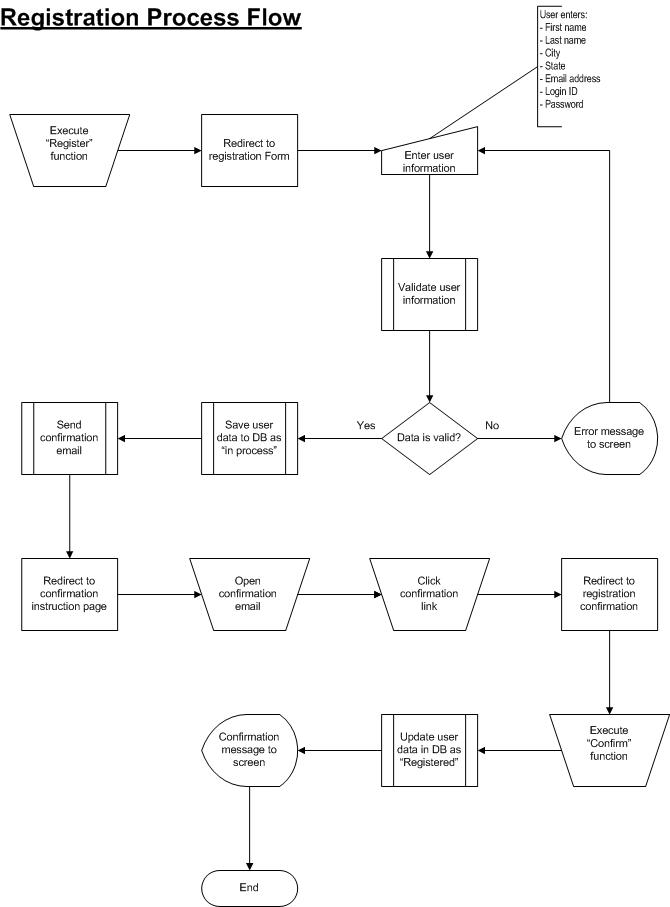 Registration Process Flow
User enters:
- First name
- Last name
- City
- State
- Email address
- Login ID
- Password
Execute
“Register”
function
Redirect to
registration Form
Enter user
information
Validate user
information
Send
confirmation
email
Save user
data to DB as
“in process”
Yes
Data is valid?
No
Error message
to screen
Redirect to
confirmation
instruction page
Open
confirmation
email
Click
confirmation
link
Redirect to
registration
confirmation
Confirmation
message to
screen
Update user
data in DB as
“Registered”
Execute
“Confirm”
function
End